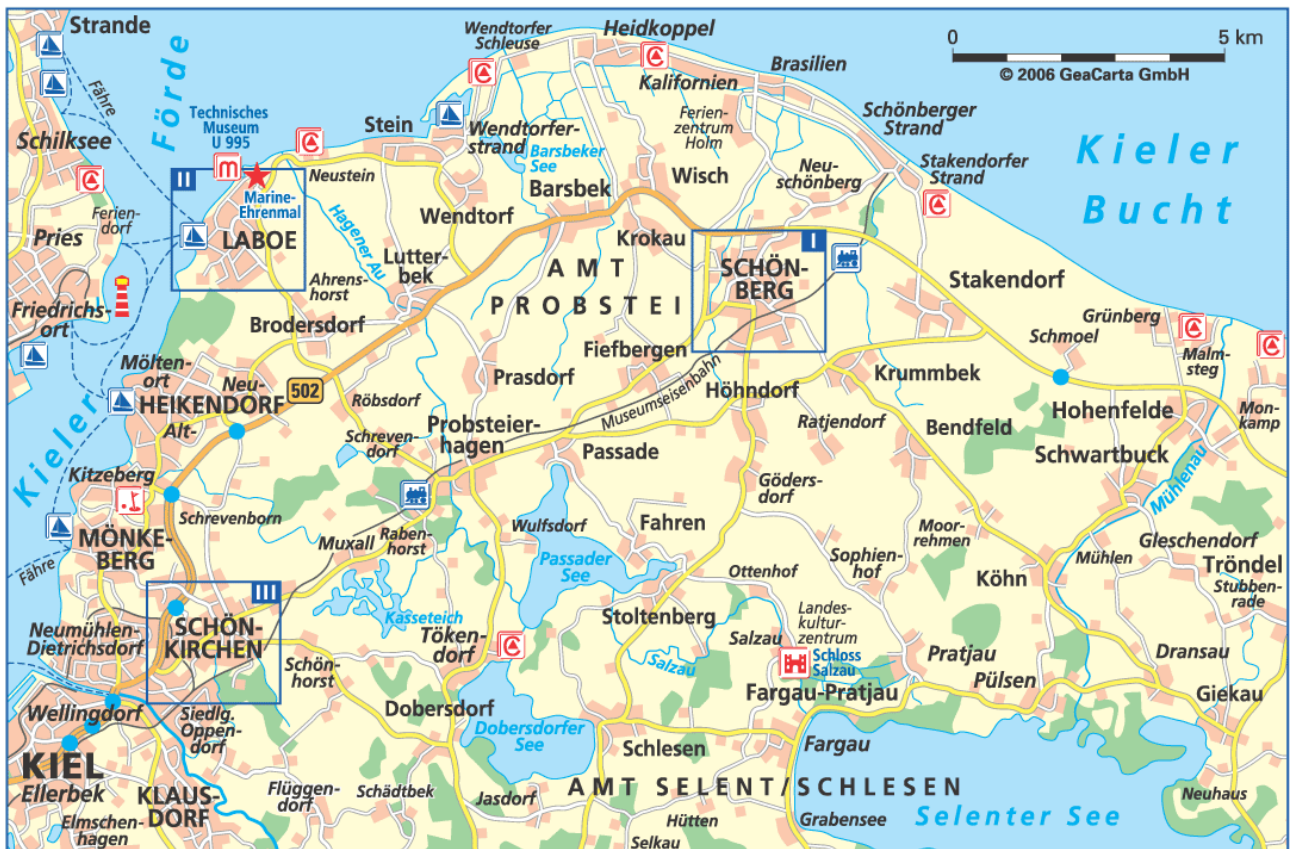 Strande
Förde
Fähre
Schilksee
Technisches
Museum
U 995
m
II
Marine-
Ehrenmal
LABOE
Neustein
Stein
Wendtorfer
Schleuse
Heidkoppel
Kalifornien
Brasilien
0 5 km
© 2006 GeaCarta GmbH
Wendtorfer-
strand
Barsbeker
See
Ferien-
zentrum
Holm
Schönberger
Strand
Stakendorfer
Strand
Kieler
Bucht
Neu-
schönberg
Wisch
Barsbek
Wendtorf
Hagener Au
Ferien-
dorf
Pries
Friedrichs-
ort
Ahrens-
horst
Lutter-
bek
Krokau
AMT
PROBSTEI
I
SCHÖN-
BERG
Stakendorf
Grünberg
Schmoel
Malm-
steg
Brodersdorf
Fiefbergen
Prasdorf
Höhndorf
Museumseisenbahn
Krummbek
Mölten-
ort
Neu-
HEIKENDORF
Alt-
502
Röbsdorf
Kieler
Schreven-
dorf
Probsteier-
hagen
Passade
Ratjendorf
Bendfeld
Hohenfelde
Mon-
kamp
Schwartbuck
Mühlenau
Kitzeberg
Schrevenborn
MÖNKE-
BERG
Fähre
Muxall
Raben-
horst
Wulfsdorf
Passader
See
Fahren
Göders-
dorf
Moor-
rehmen
Sophien-
hof
Köhn
Mühlen
Gleschendorf
Tröndel
Stubben-
rade
III
SCHÖN-
KIRCHEN
Neumühlen-
Dietrichsdorf
Kasseteich
Töken-
dorf
Stoltenberg
Ottenhof
Landes-
kultur-
zentrum
Salzau
Schloss
Salzau
Salzau
Pratjau
Fargau-Pratjau
Pülsen
Dransau
Giekau
Schön-
horst
Dobersdorf
Dobersdorfer
See
Wellingdorf
Siedlg.
Oppen-
dorf
KIEL
Ellerbek
KLAUS-
DORF
Elmschen-
hagen
Flüggen-
dorf
Schädtbek
Jasdorf
Schlesen
Fargau
AMT SELENT/SCHLESEN
Hütten
Selkau
Grabensee
Selenter See
Neuhaus